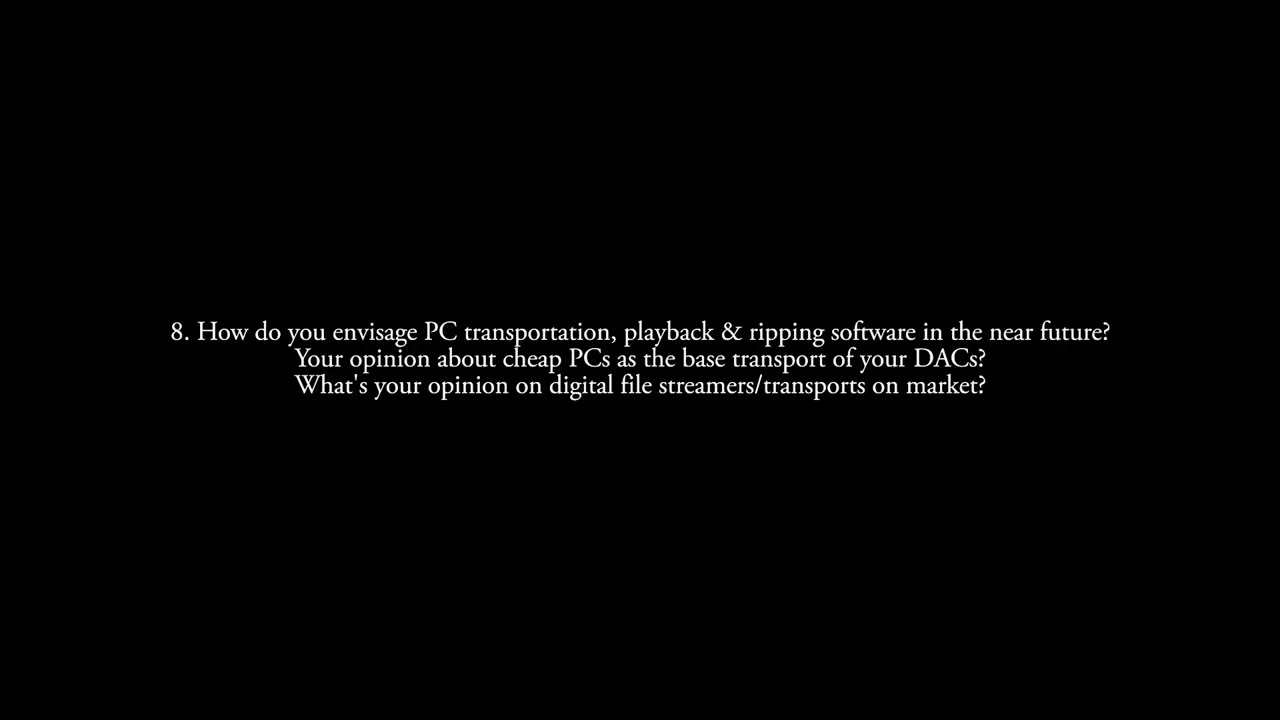 8. How do you envisage PC transportation, playback & ripping software in the near future?
Your opinion about cheap PCs as the base transport of your DACs?
What's your opinion on digital file streamers/transports on market?